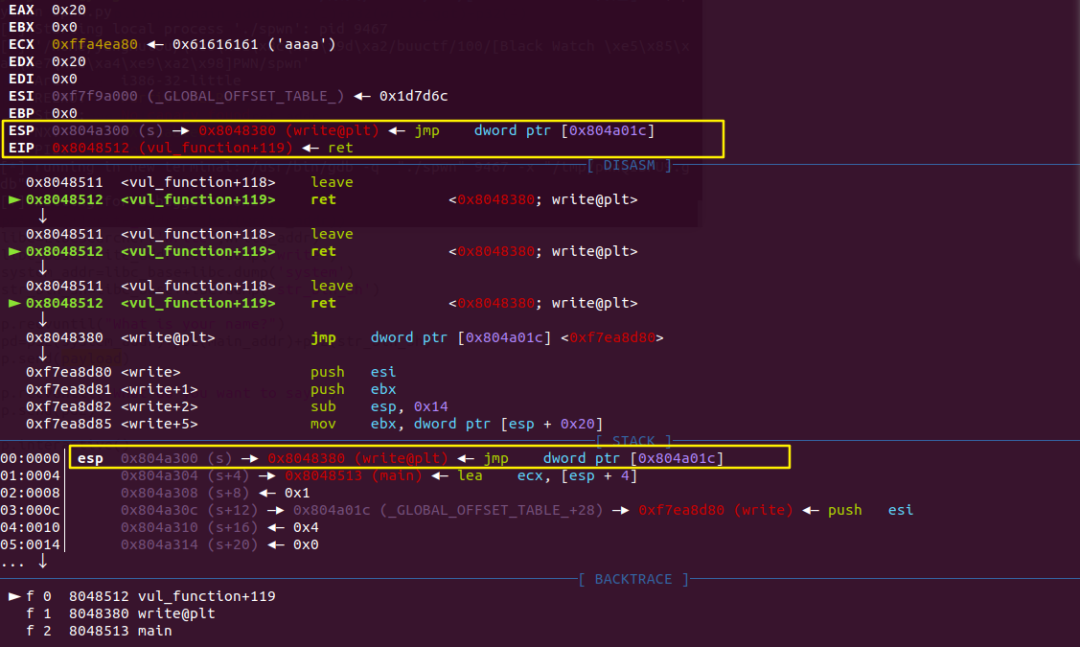 EAX 0x20
EBX 0x0
ECX 0xffa4ea80 ◂— 0x61616161 ('aaaa')
EDX 0x20
EDI 0x0
ESI 0xf7f9a000 (_GLOBAL_OFFSET_TABLE_) ◂— 0x1d7d6c
EBP 0x0
ESP 0x804a300 (s) —▸ 0x8048380 (write@plt) ◂— jmp dword ptr [0x804a01c]
EIP 0x8048512 (vul_function+119) ◂— ret
[ DISASM ]
0x8048511 <vul_function+118> leave
► 0x8048512 <vul_function+119> ret <0x8048380; write@plt>
↓
0x8048511 <vul_function+118> leave
► 0x8048512 <vul_function+119> ret <0x8048380; write@plt>
↓
0x8048511 <vul_function+118> leave
► 0x8048512 <vul_function+119> ret <0x8048380; write@plt>
↓
0x8048380 <write@plt> jmp dword ptr [0x804a01c] <0xf7ea8d80>
↓
0xf7ea8d80 <write> push esi
0xf7ea8d81 <write+1> push ebx
0xf7ea8d82 <write+2> sub esp, 0x14
0xf7ea8d85 <write+5> mov ebx, dword ptr [esp + 0x20]
[ STACK ]
00:0000│ esp 0x804a300 (s) —▸ 0x8048380 (write@plt) ◂— jmp dword ptr [0x804a01c]
01:0004│ 0x804a304 (s+4) —▸ 0x8048513 (main) ◂— lea ecx, [esp + 4]
02:0008│ 0x804a308 (s+8) ◂— 0x1
03:000c│ 0x804a30c (s+12) —▸ 0x804a01c (_GLOBAL_OFFSET_TABLE_+28) —▸ 0xf7ea8d80 (write) ◂— push esi
04:0010│ 0x804a310 (s+16) ◂— 0x4
05:0014│ 0x804a314 (s+20) ◂— 0x0
... ↓
[ BACKTRACE ]
► f 0 8048512 vul_function+119
f 1 8048380 write@plt
f 2 8048513 main